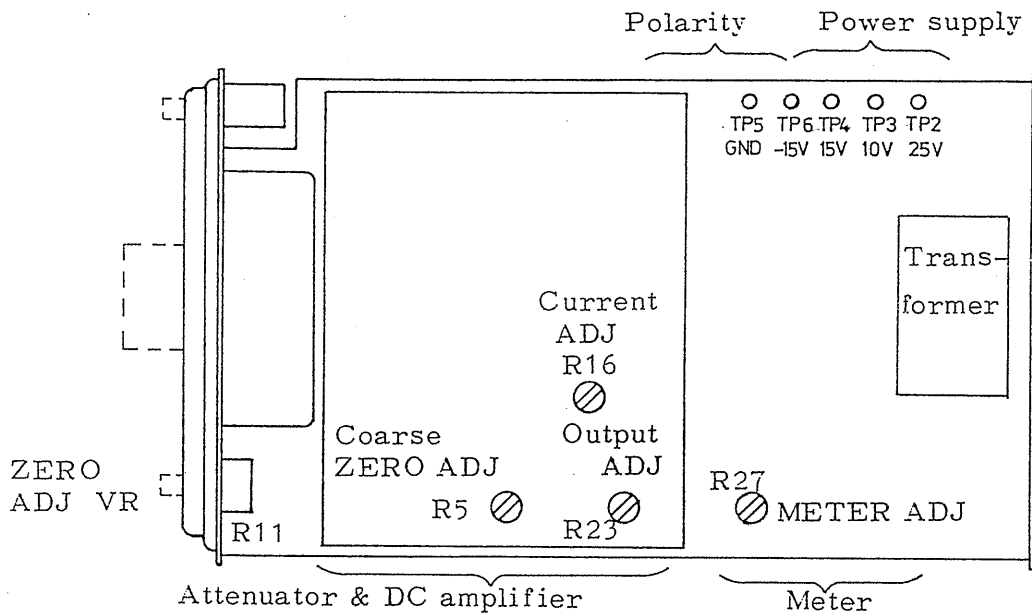 Polarity
Power supply
TP5 TP6 TP4 TP3 TP2
GND -15V 15V 10V 25V
Trans-
former
Current
ADJ
R16
Coarse
ZERO ADJ
Output
ADJ
ZERO
ADJ VR
R5
R23
R27
METER ADJ
R11
Attenuator & DC amplifier
Meter